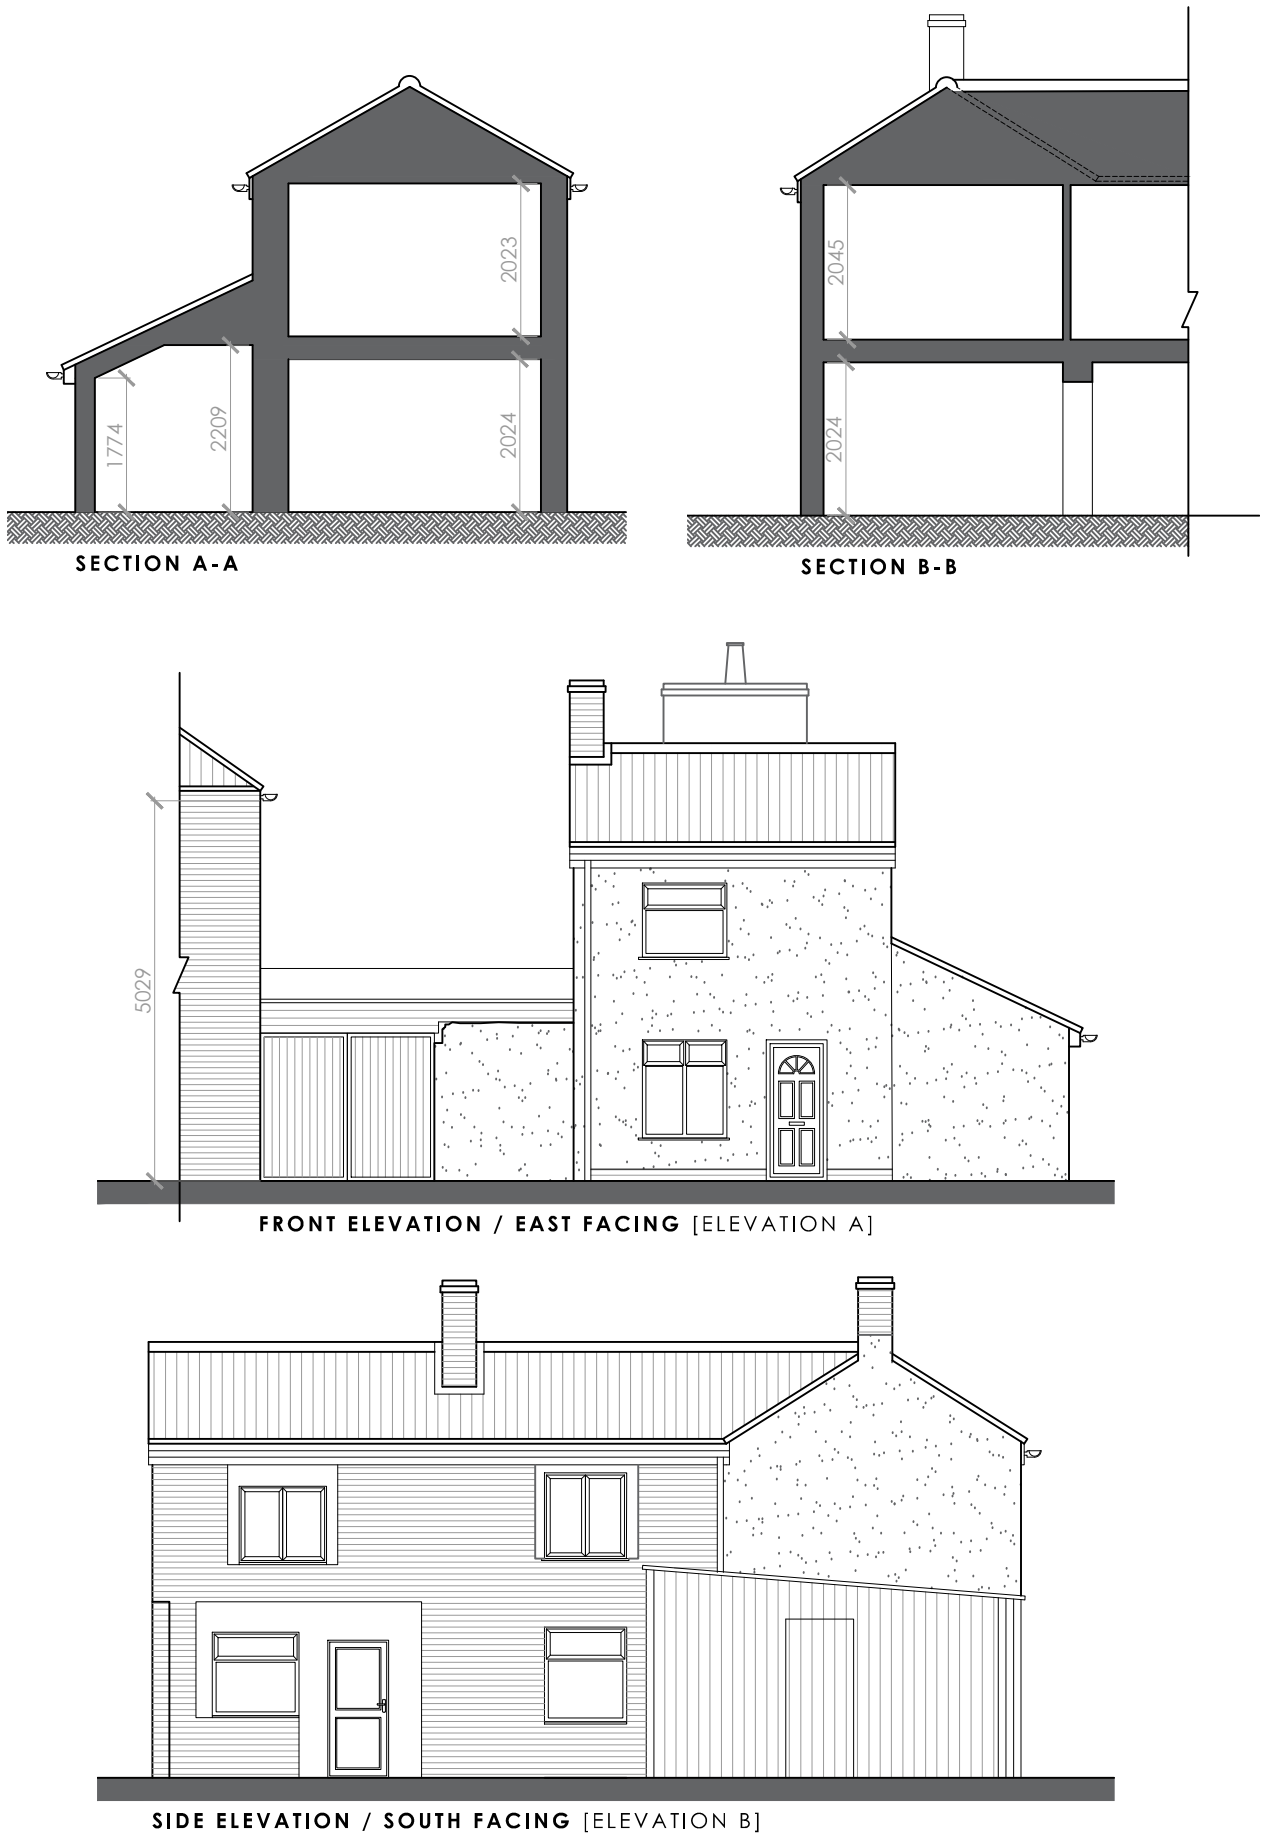 2023
2045
1774
2209
2024
2024
SECTION A-A
SECTION B-B
5029
FRONT ELEVATION / EAST FACING [ELEVATION A]
SIDE ELEVATION / SOUTH FACING [ELEVATION B]